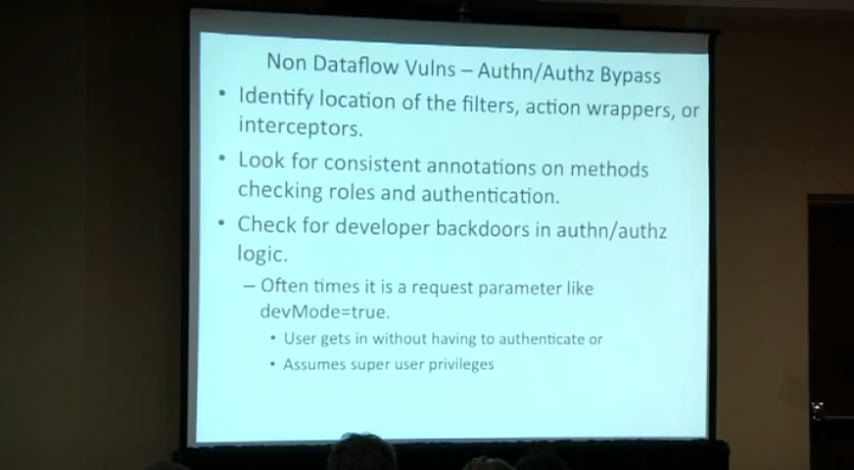 Non Dataflow Vulns – Authn/Authz Bypass
• Identify location of the filters, action wrappers, or
interceptors.
• Look for consistent annotations on methods
checking roles and authentication.
• Check for developer backdoors in authn/authz
logic.
– Often times it is a request parameter like
devMode=true.
• User gets in without having to authenticate or
• Assumes super user privileges